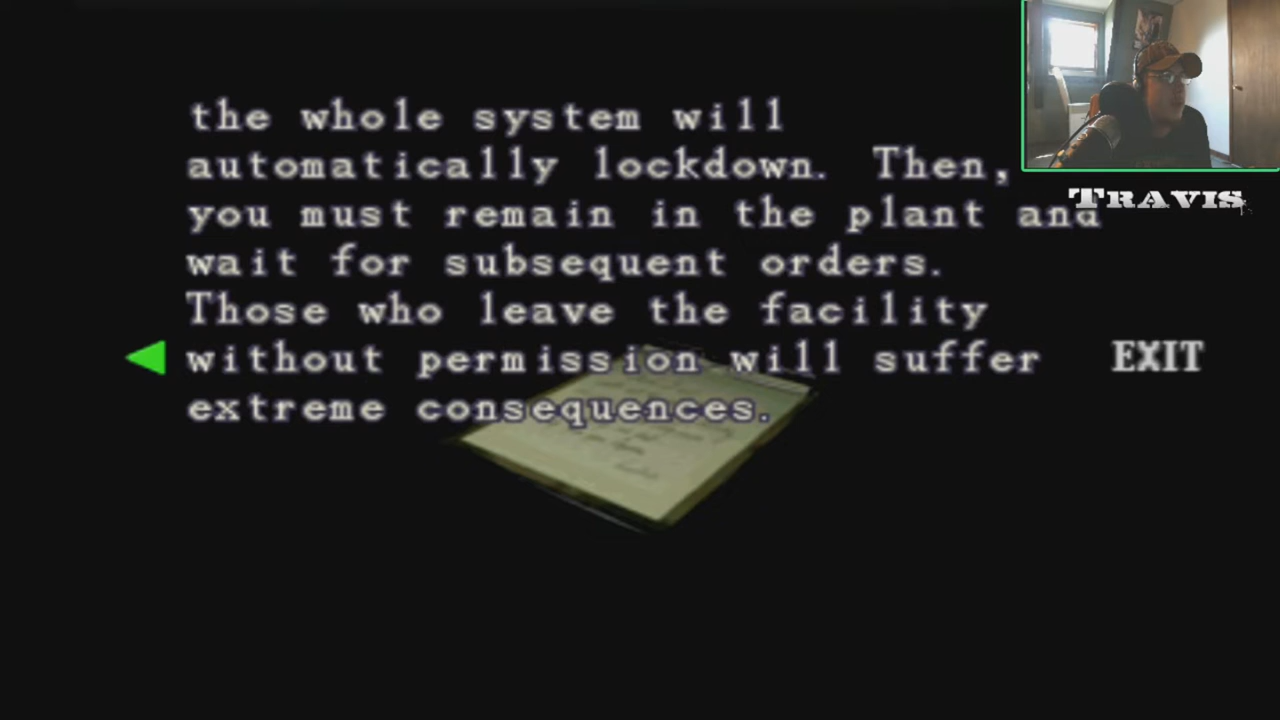 the whole system will
automatically lockdown. Then,
you must remain in the plant and
wait for subsequent orders.
Those who leave the facility
without permission will suffer
extreme consequences.
EXIT
TRAVIS